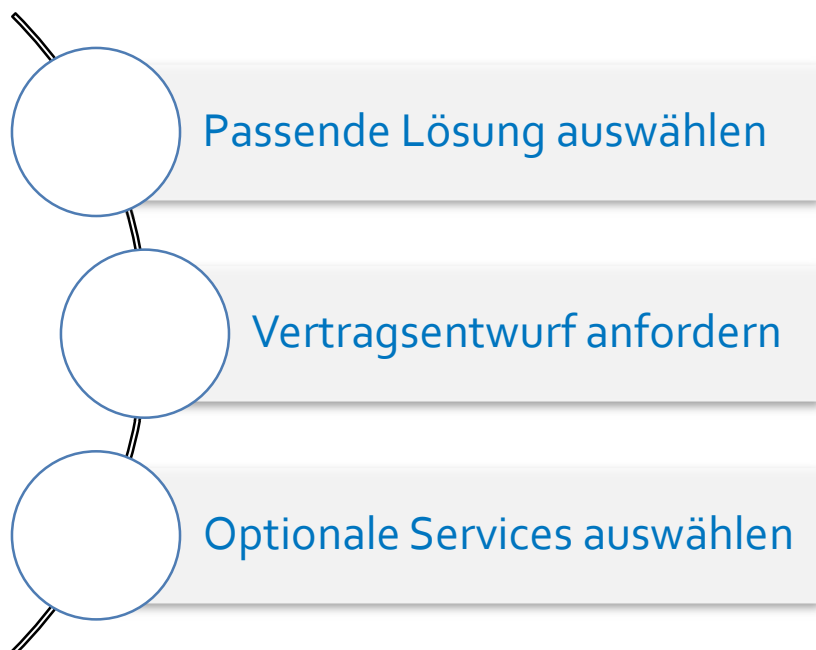 Passende Lösung auswählen
Vertragsentwurf anfordern
Optionale Services auswählen